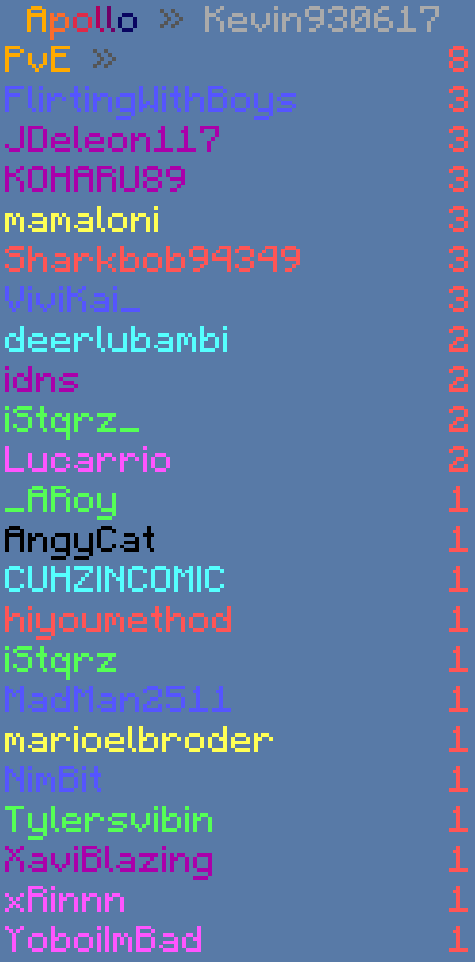 Apollo » Kevin930617
PvE » 8
FlirtingWithBoys 3
JDeleon117 3
KOHARU89 3
mamaloni 3
Sharkbob94349 3
ViviKai_ 3
deerlubambi 2
idns 2
iStqrz_ 2
Lucarrio 2
_ARoy 1
AngyCat 1
CUHZINCOMIC 1
hiyoumethod 1
iStqrz 1
MadMan2511 1
marioelbroder 1
NimBit 1
Tylersvibin 1
XaviBlazing 1
xRinnn 1
YoboiImBad 1